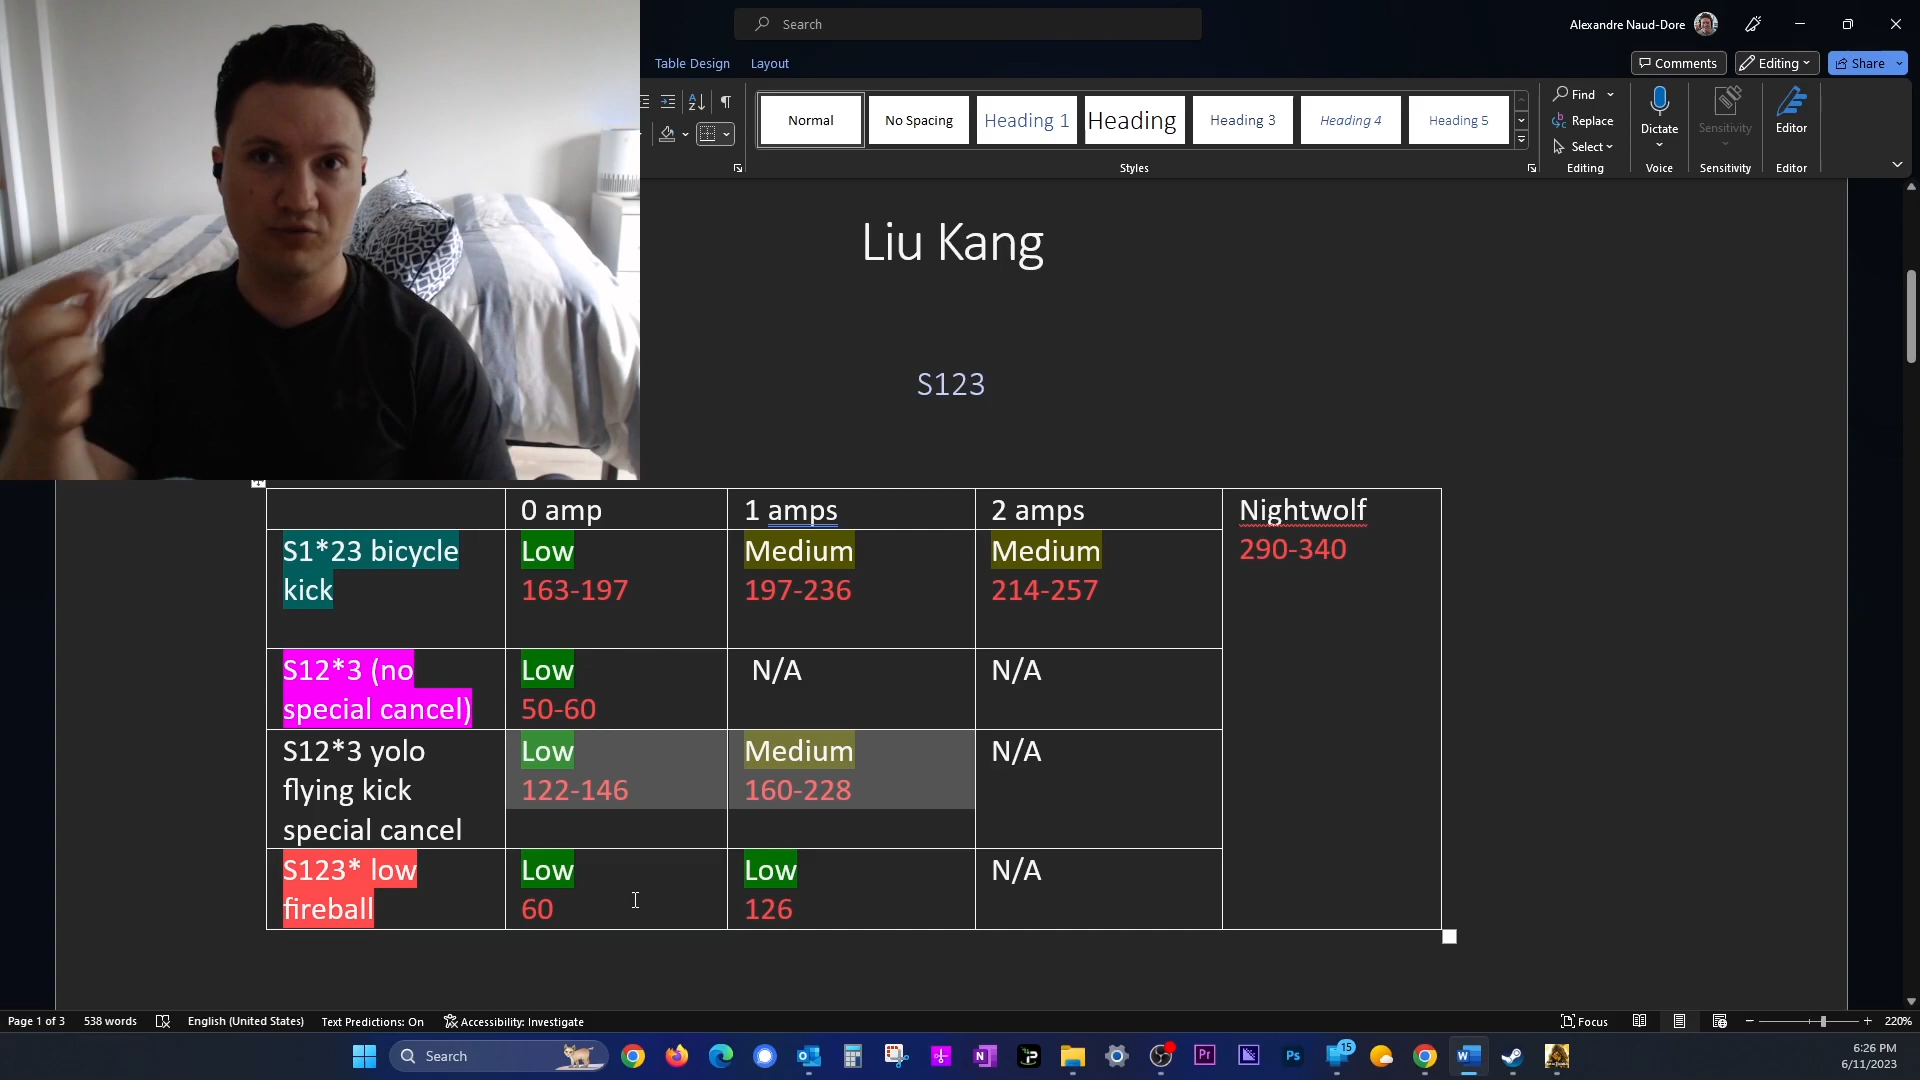 Search
Alexandre Naud-Dore
Table Design
Layout
Comments
Editing
Share
Normal
No Spacing
Heading 1
Heading
Heading 3
Heading 4
Heading 5
Find
Replace
Select
Dictate
Sensitivity
Editor
Styles
Editing
Voice
Sensitivity
Editor
Liu Kang
S123
0 amp
1 amps
2 amps
Nightwolf
290-340
S1*23 bicycle
kick
Low
163-197
Medium
197-236
Medium
214-257
S12*3 (no
special cancel)
Low
50-60
N/A
N/A
S12*3 yolo
flying kick
special cancel
Low
122-146
Medium
160-228
N/A
S123* low
fireball
Low
60
Low
126
N/A
Page 1 of 3
538 words
English (United States)
Text Predictions: On
Accessibility: Investigate
Focus
220%
Search
15
6:26 PM
6/11/2023